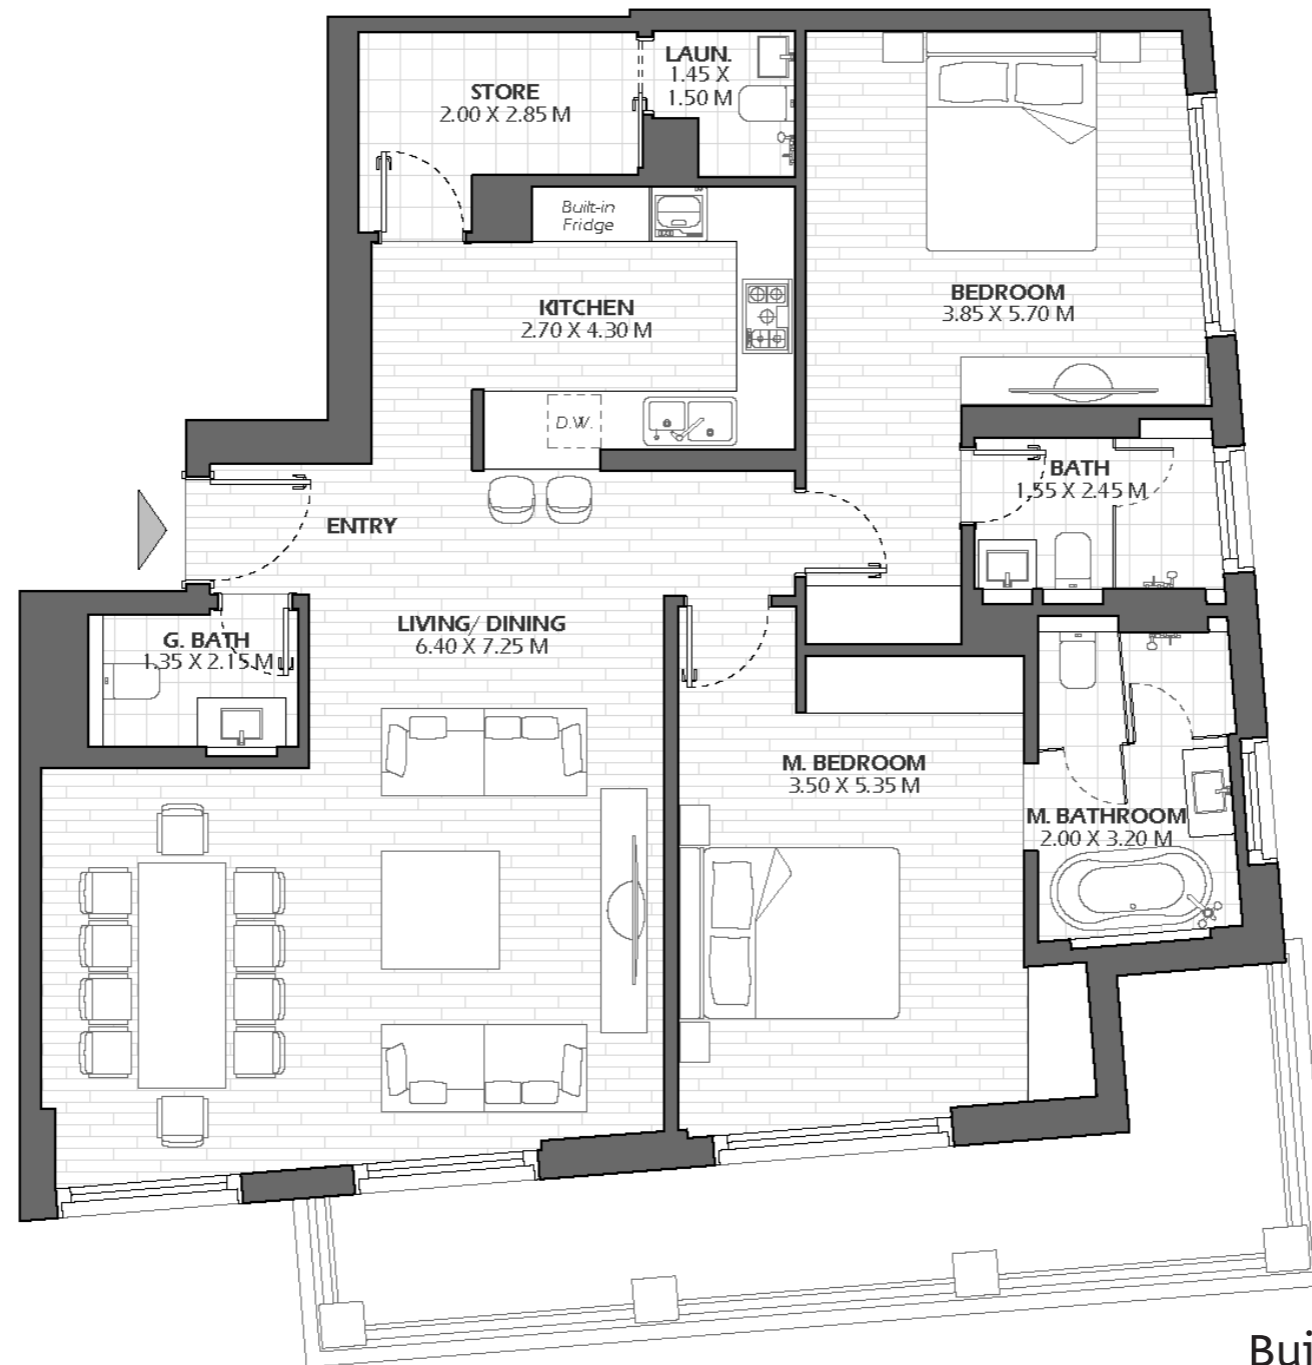 LAUN.
1.45 X
1.50 M
STORE
2.00 X 2.85 M
Built-in
Fridge
KITCHEN
2.70 X 4.30 M
BEDROOM
3.85 X 5.70 M
D.W.
BATH
1.55 X 2.45 M
ENTRY
G. BATH
1.35 X 2.15 M
LIVING/ DINING
6.40 X 7.25 M
M. BEDROOM
3.50 X 5.35 M
M. BATHROOM
2.00 X 3.20 M
Bui